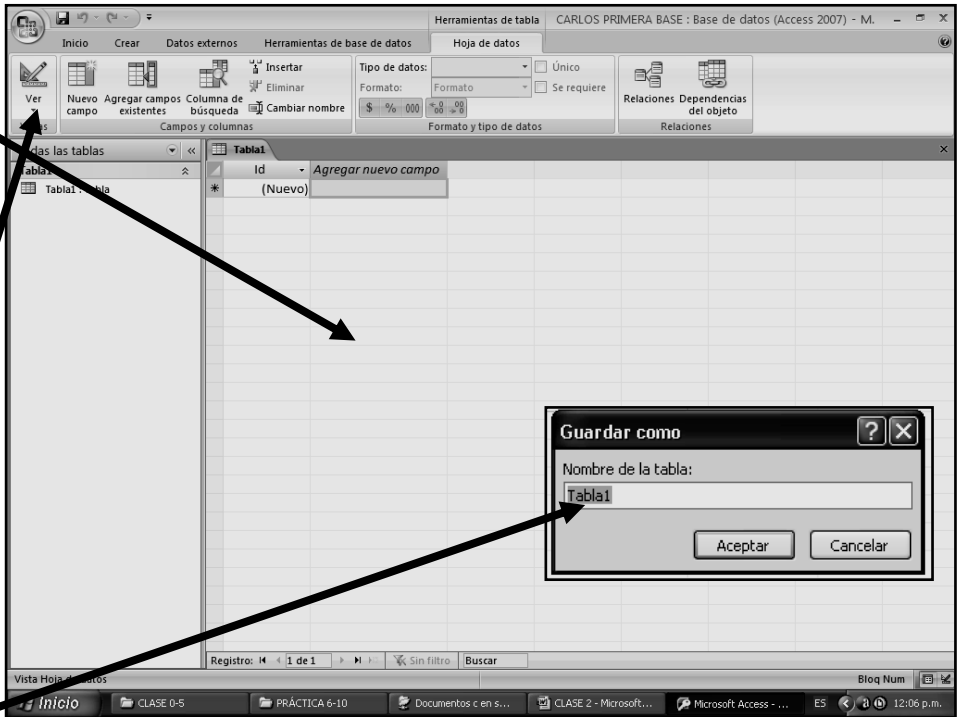 Herramientas de tabla CARLOS PRIMERA BASE : Base de datos (Access 2007) - M.
Inicio Crear Datos externos Herramientas de base de datos Hoja de datos
Ver
Nuevo campo
Agregar campos existentes
Columna de búsqueda
Insertar
Eliminar
Cambiar nombre
Campos y columnas
Tipo de datos: Único
Formato: Formato Se requiere
$ % 000
Formato y tipo de datos
Relaciones
Dependencias del objeto
Relaciones
das las tablas
Tabla1
Id Agregar nuevo campo
* (Nuevo)
Guardar como
Nombre de la tabla:
Tabla1
Aceptar Cancelar
Registro: 1 de 1 Sin filtro Buscar
Vista Bloq Num
Inicio CLASE 0-5 PRÁCTICA 6-10 Documentos c en s... CLASE 2 - Microsoft... Microsoft Access - ... ES 12:06 p.m.